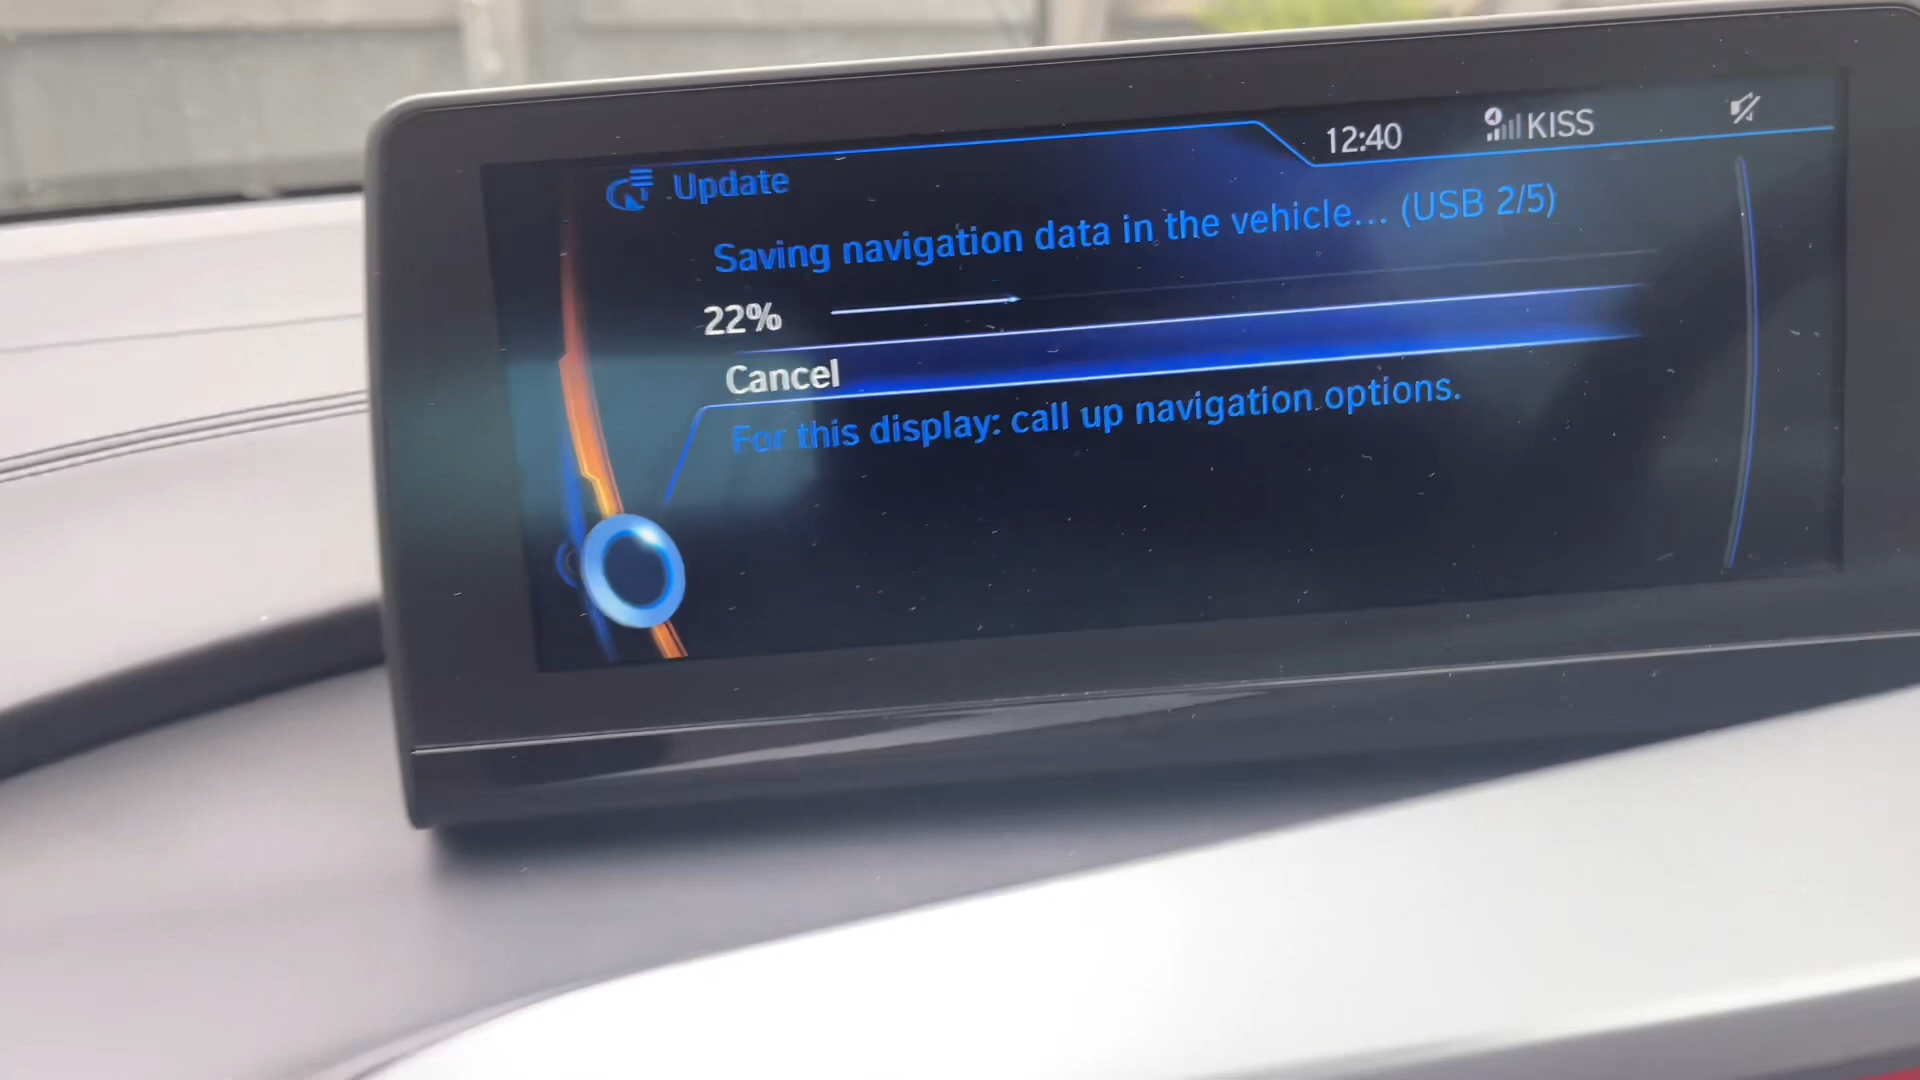 12:40 KISS
Update
Saving navigation data in the vehicle... (USB 2/5)
22%
Cancel
For this display: call up navigation options.